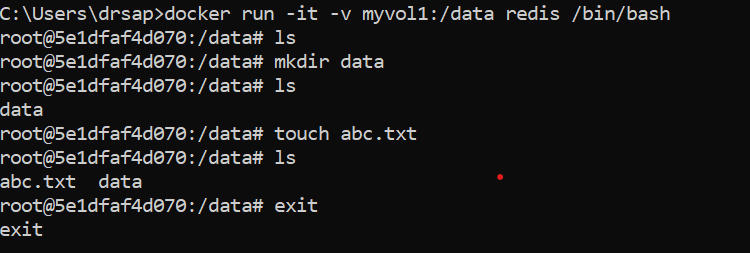 C:\Users\drsap>docker run -it -v myvol1:/data redis /bin/bash
root@5e1dfaf4d070:/data# ls
root@5e1dfaf4d070:/data# mkdir data
root@5e1dfaf4d070:/data# ls
data
root@5e1dfaf4d070:/data# touch abc.txt
root@5e1dfaf4d070:/data# ls
abc.txt  data
root@5e1dfaf4d070:/data# exit
exit